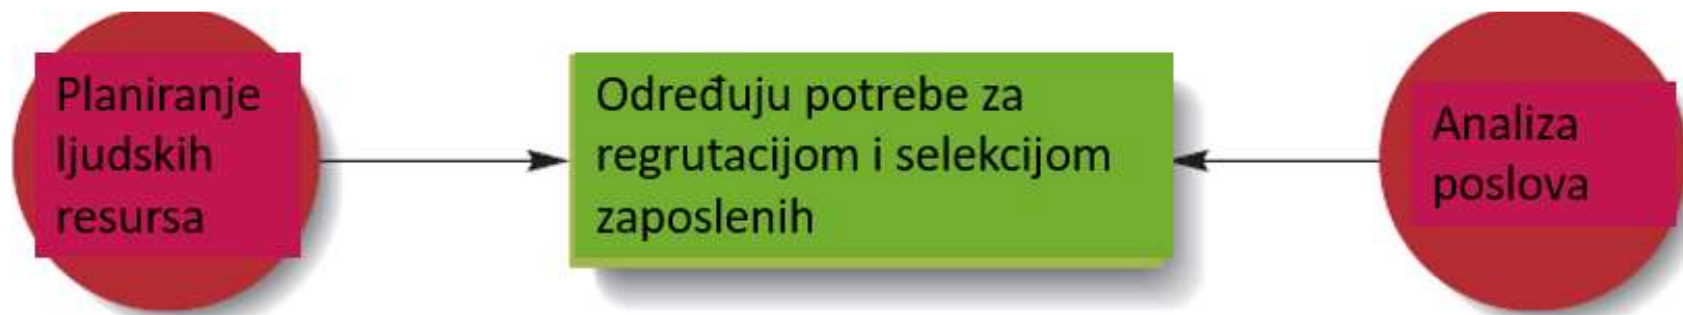 Planiranje
ljudskih
resursa
Određuju potrebe za
regrutacijom i selekcijom
zaposlenih
Analiza
poslova